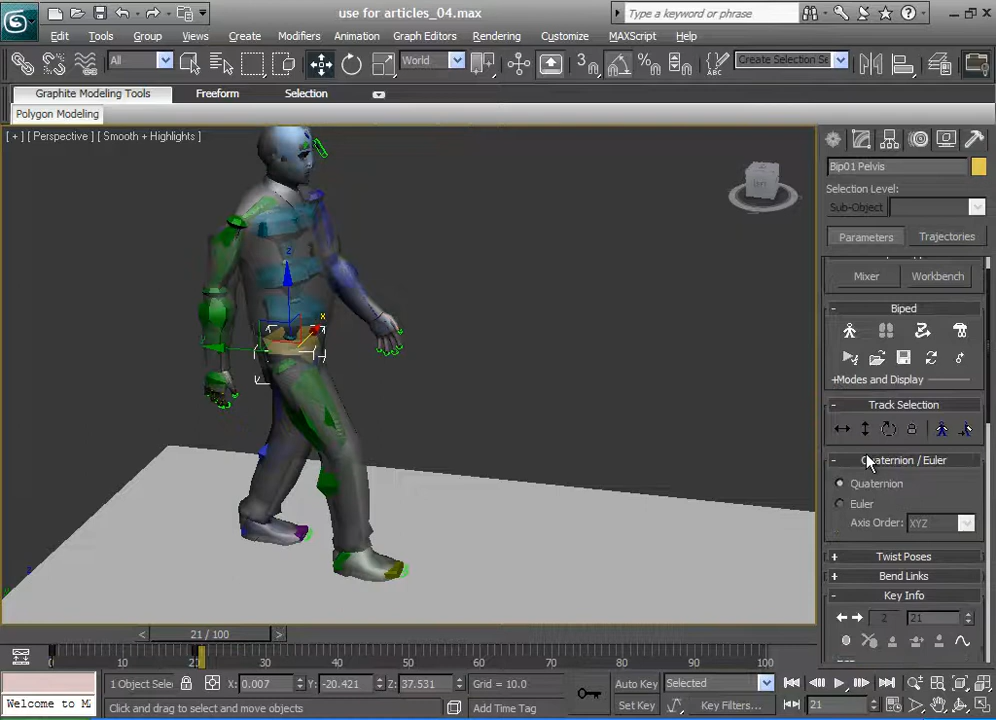 use for articles_04.max
Type a keyword or phrase
Edit Tools Group Views Create Modifiers Animation Graph Editors Rendering Customize MAXScript Help
All World Create Selection Se
Graphite Modeling Tools Freeform Selection
Polygon Modeling
[ + ] [ Perspective ] [ Smooth + Highlights ]
Bip01 Pelvis
Selection Level:
Sub-Object
Parameters Trajectories
Mixer Workbench
- Biped
+Modes and Display
- Track Selection
- Quaternion / Euler
Quaternion
Euler
Axis Order: XYZ
+ Twist Poses
+ Bend Links
- Key Info
2 21
z
x
< 21 / 100 >
0 10 20 30 40 50 60 70 80 90 100
1 Object Sele X: 0.007 Y: -20.421 Z: 37.531 Grid = 10.0 Auto Key Selected
Welcome to M Click and drag to select and move objects Add Time Tag Set Key Key Filters... 21